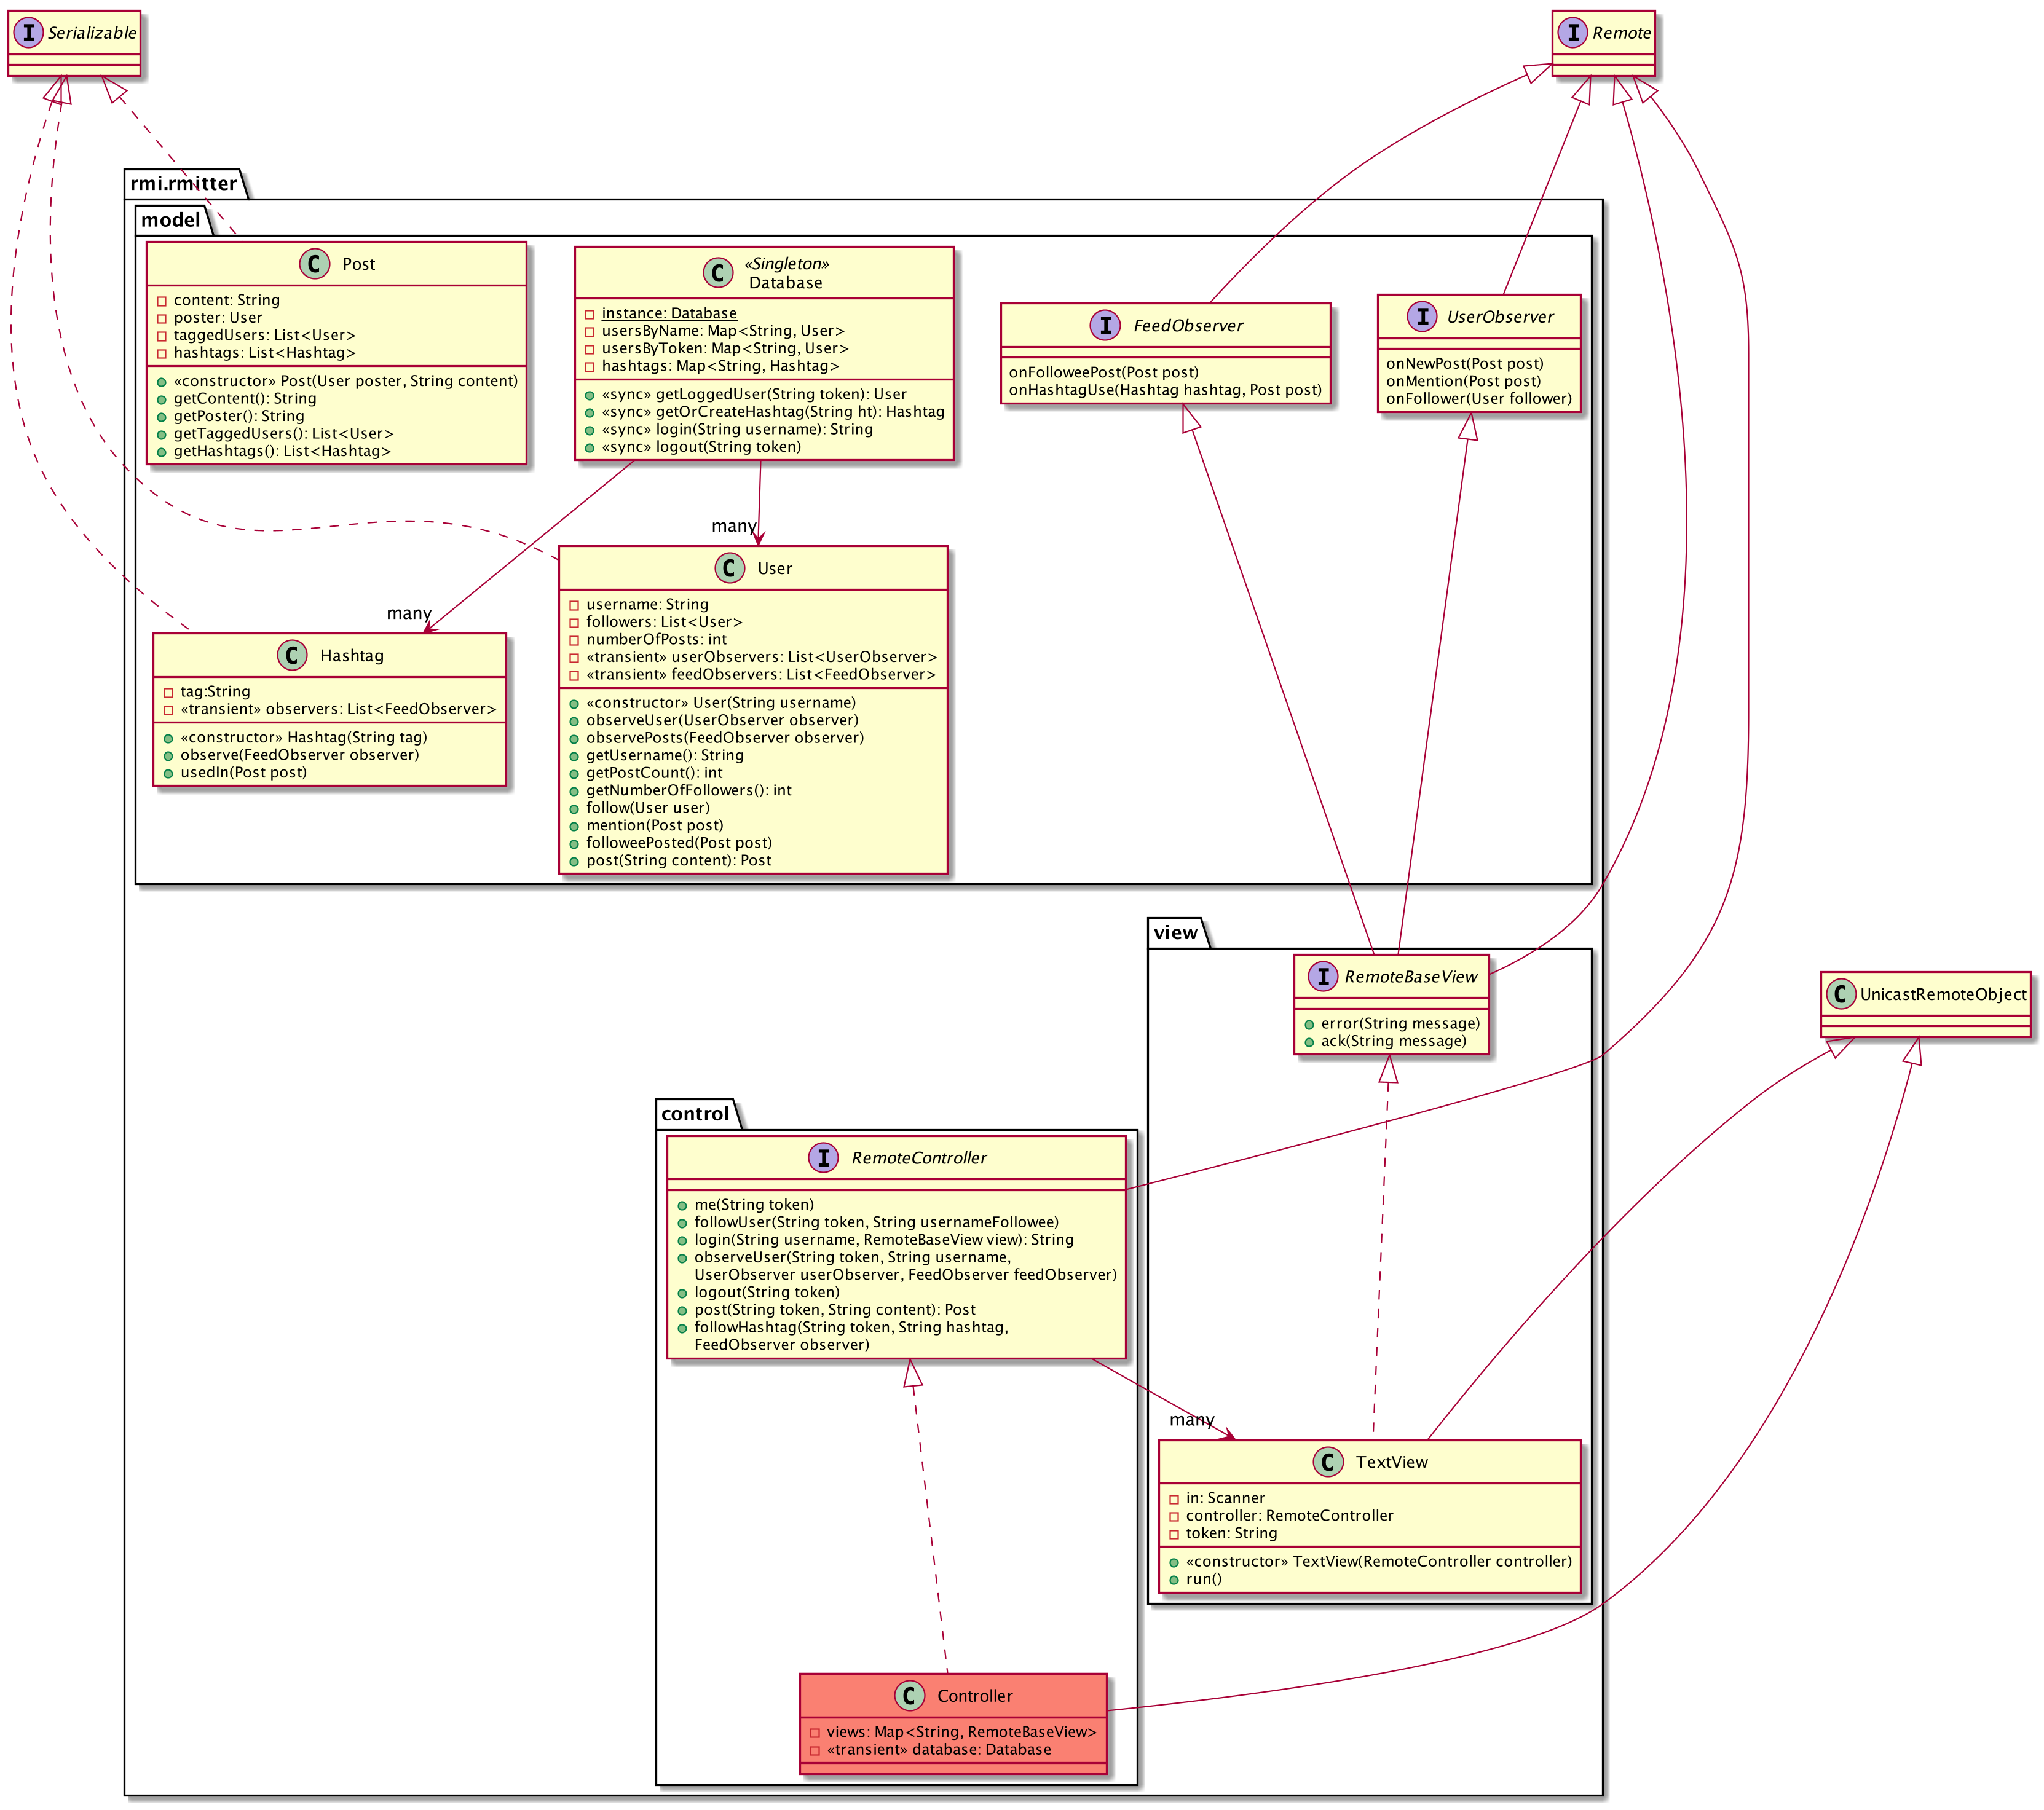 I Serializable
I Remote
rmi.rmitter
model
C Post
content: String
poster: User
taggedUsers: List<User>
hashtags: List<Hashtag>
«constructor» Post(User poster, String content)
getContent(): String
getPoster(): String
getTaggedUsers(): List<User>
getHashtags(): List<Hashtag>
C «Singleton»
Database
instance: Database
usersByName: Map<String, User>
usersByToken: Map<String, User>
hashtags: Map<String, Hashtag>
«sync» getLoggedUser(String token): User
«sync» getOrCreateHashtag(String ht): Hashtag
«sync» login(String username): String
«sync» logout(String token)
I FeedObserver
onFolloweePost(Post post)
onHashtagUse(Hashtag hashtag, Post post)
I UserObserver
onNewPost(Post post)
onMention(Post post)
onFollower(User follower)
many
many
C User
username: String
followers: List<User>
numberOfPosts: int
«transient» userObservers: List<UserObserver>
«transient» feedObservers: List<FeedObserver>
«constructor» User(String username)
observeUser(UserObserver observer)
observePosts(FeedObserver observer)
getUsername(): String
getPostCount(): int
getNumberOfFollowers(): int
follow(User user)
mention(Post post)
followeePosted(Post post)
post(String content): Post
C Hashtag
tag:String
«transient» observers: List<FeedObserver>
«constructor» Hashtag(String tag)
observe(FeedObserver observer)
usedIn(Post post)
view
I RemoteBaseView
error(String message)
ack(String message)
C UnicastRemoteObject
control
I RemoteController
me(String token)
followUser(String token, String usernameFollowee)
login(String username, RemoteBaseView view): String
observeUser(String token, String username,
UserObserver userObserver, FeedObserver feedObserver)
logout(String token)
post(String token, String content): Post
followHashtag(String token, String hashtag,
FeedObserver observer)
many
C TextView
in: Scanner
controller: RemoteController
token: String
«constructor» TextView(RemoteController controller)
run()
C Controller
views: Map<String, RemoteBaseView>
«transient» database: Database